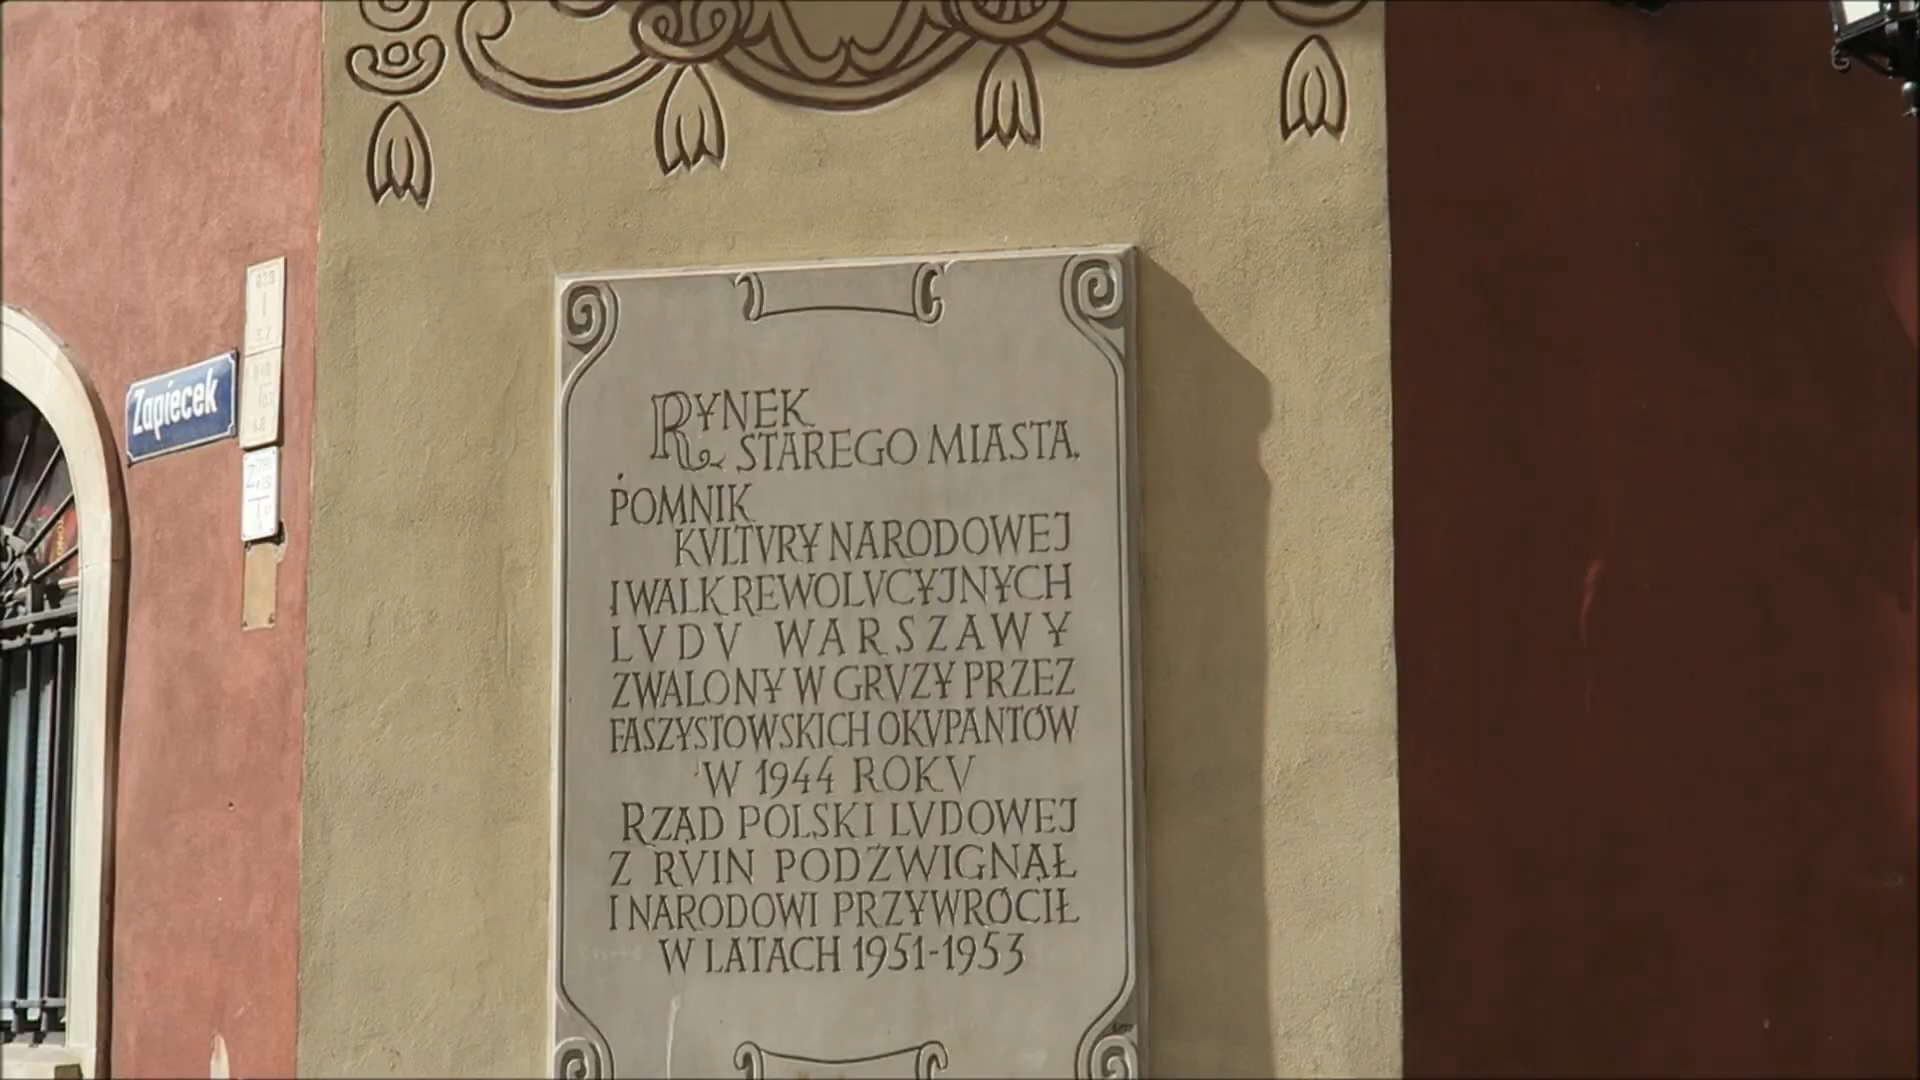 Zapiecek
RYNEK
STAREGO MIASTA,
POMNIK
KVLTVRY NARODOWEJ
I WALK REWOLVCYJNYCH
LVDV WARSZAWY
ZWALONY W GRVZY PRZEZ
FASZYSTOWSKICH OKVPANTÓW
W 1944 ROKV
RZĄD POLSKI LVDOWEJ
Z RVIN PODŹWIGNĄŁ
I NARODOWI PRZYWRÓCIŁ
W LATACH 1951-1953